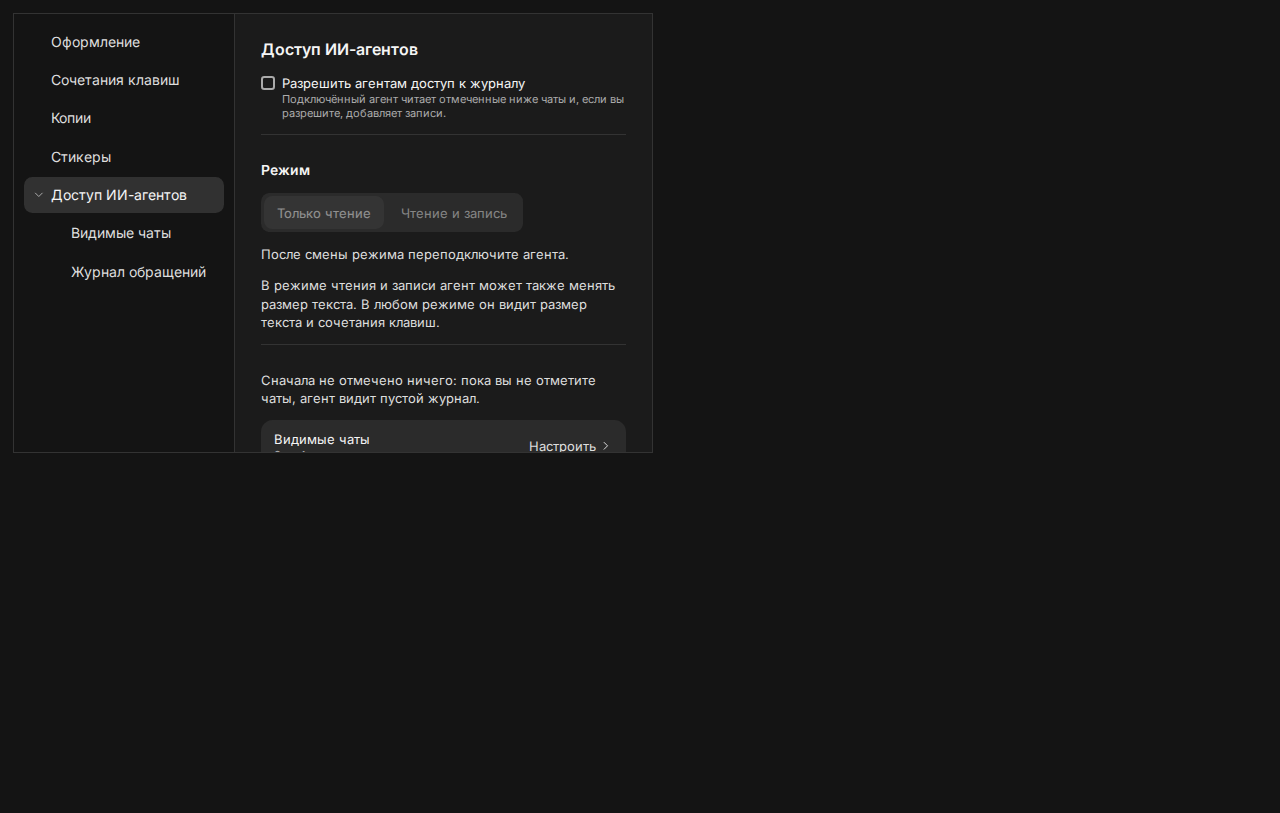 Оформление
Сочетания клавиш
Копии
Стикеры
Доступ ИИ-агентов
Видимые чаты
Журнал обращений
Доступ ИИ-агентов
Разрешить агентам доступ к журналу
Подключённый агент читает отмеченные ниже чаты и, если вы
разрешите, добавляет записи.
Режим
Только чтение
Чтение и запись
После смены режима переподключите агента.
В режиме чтения и записи агент может также менять
размер текста. В любом режиме он видит размер
текста и сочетания клавиш.
Сначала не отмечено ничего: пока вы не отметите
чаты, агент видит пустой журнал.
Видимые чаты
Настроить